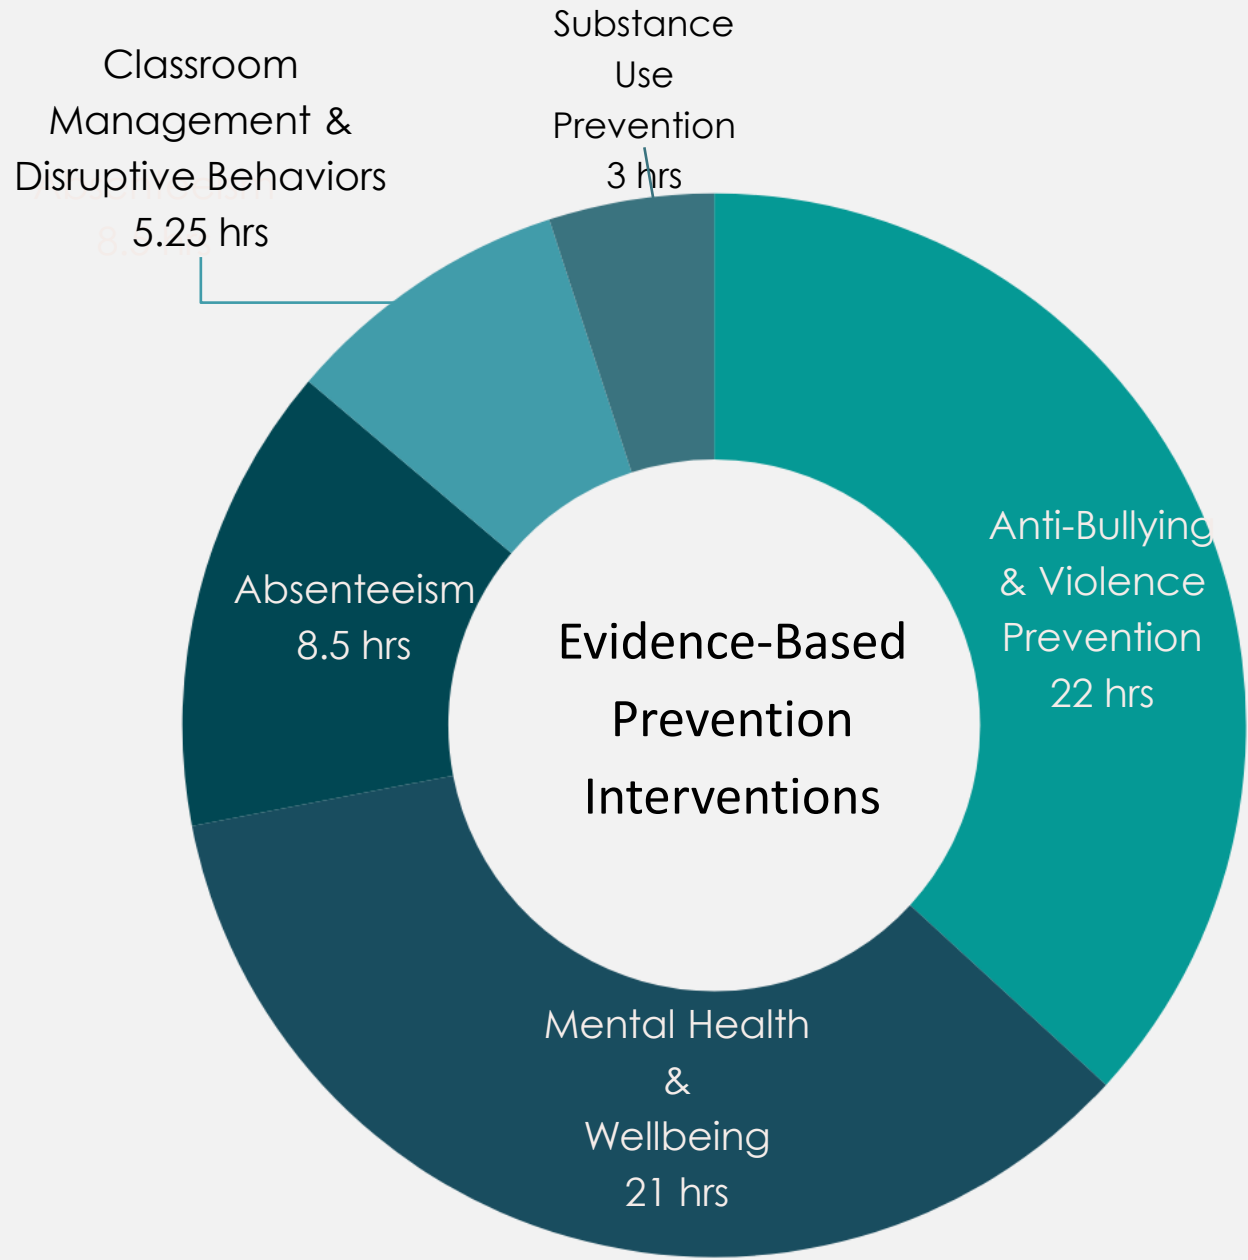 Substance
Use
Prevention
3 hrs
Classroom
Management &
Disruptive Behaviors
5.25 hrs
Anti-Bullying
& Violence
Prevention
22 hrs
Absenteeism
8.5 hrs
Evidence-Based
Prevention
Interventions
Mental Health
&
Wellbeing
21 hrs